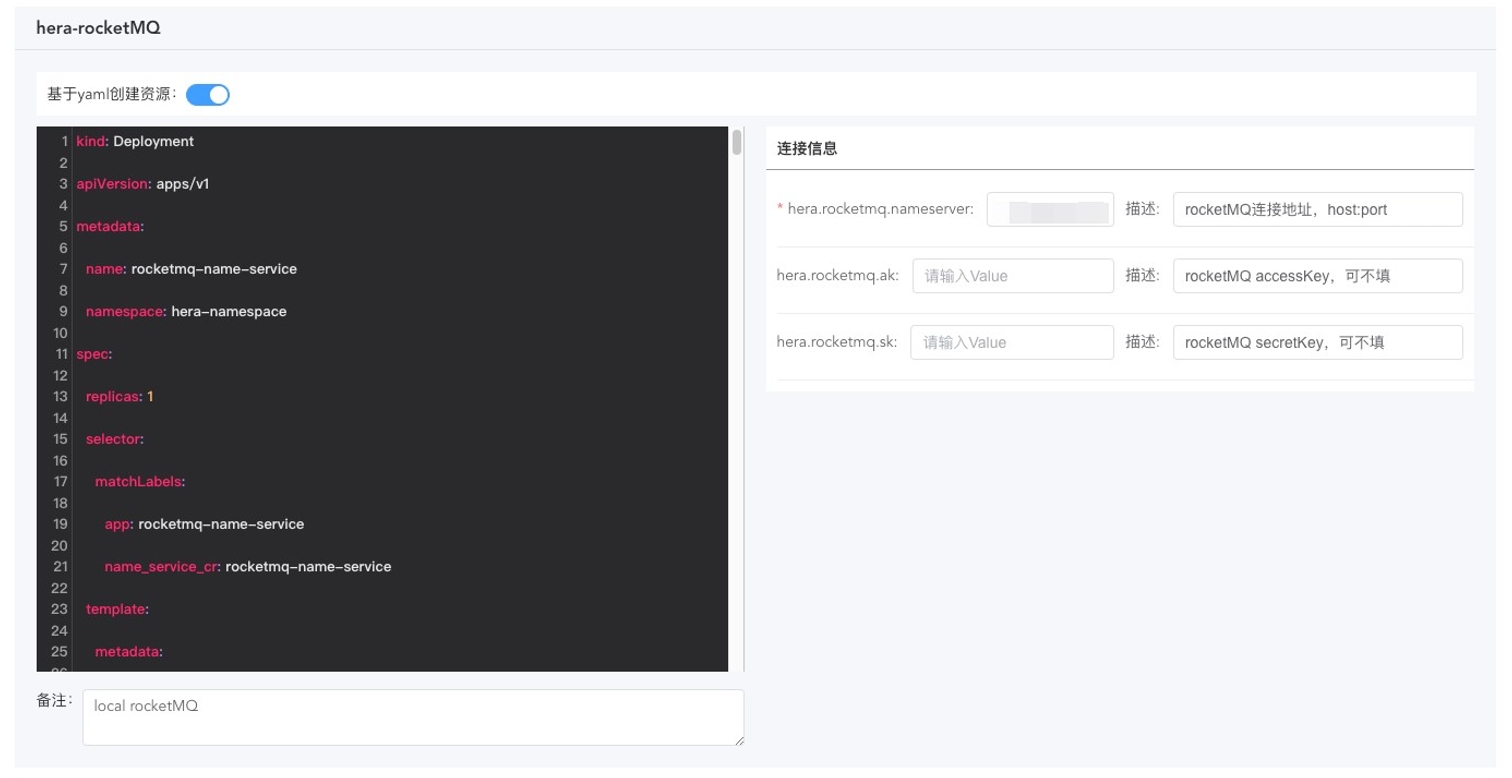 hera-rocketMQ
基于yaml创建资源：
1 kind: Deployment
2
3 apiVersion: apps/v1
4
5 metadata:
6
7 name: rocketmq-name-service
8
9 namespace: hera-namespace
10
11 spec:
12
13 replicas: 1
14
15 selector:
16
17 matchLabels:
18
19 app: rocketmq-name-service
20
21 name_service_cr: rocketmq-name-service
22
23 template:
24
25 metadata:
26
备注：
local rocketMQ
连接信息
* hera.rocketmq.nameserver: 描述: rocketMQ连接地址，host:port
hera.rocketmq.ak: 请输入Value 描述: rocketMQ accessKey，可不填
hera.rocketmq.sk: 请输入Value 描述: rocketMQ secretKey，可不填